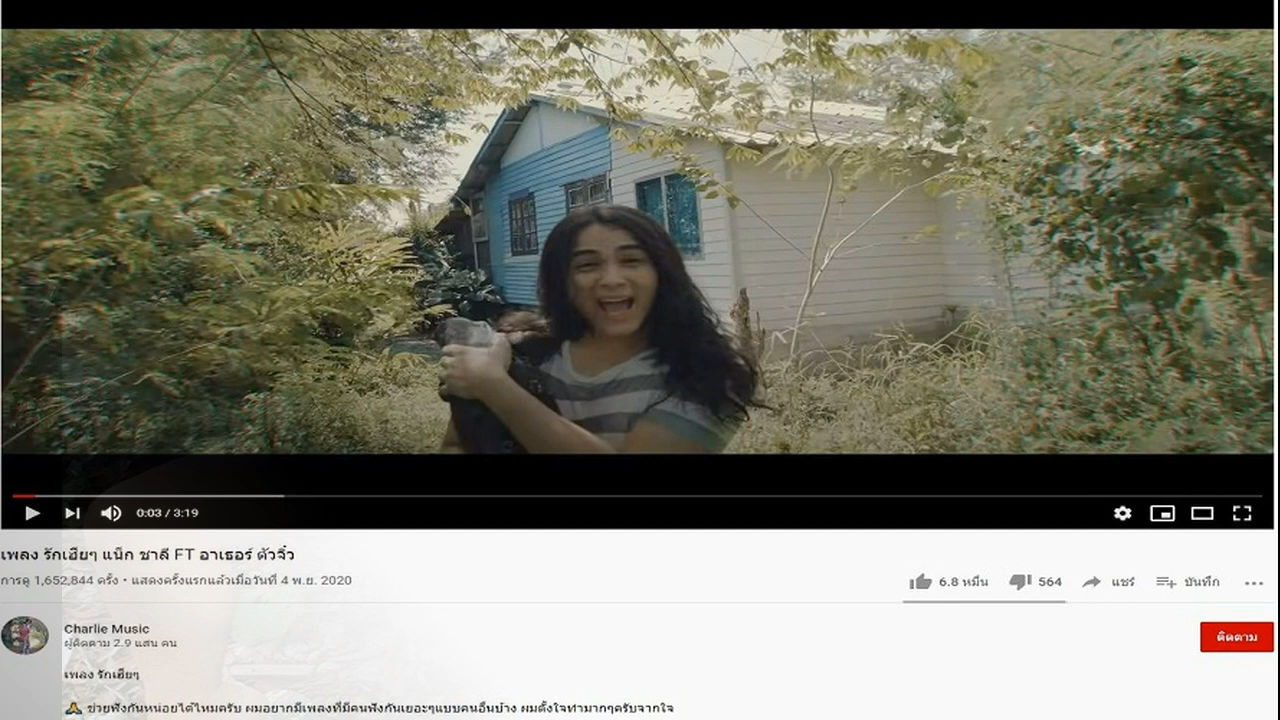 0:03 / 3:19
เพลง รักเฮียๆ แน็ก ชาลี FT อาเธอร์ ตัวจิ๋ว
การดู 1,652,844 ครั้ง • แสดงครั้งแรกแล้วเมื่อวันที่ 4 พ.ย. 2020
6.8 หมื่น 564 แชร์ บันทึก
Charlie Music
ผู้ติดตาม 2.9 แสน คน
ติดตาม
เพลง รักเฮียๆ
🙏 ช่วยฟังกันหน่อยได้ไหมครับ ผมอยากมีเพลงที่มีคนฟังกันเยอะๆแบบคนอื่นบ้าง ผมตั้งใจทำมากๆครับจากใจ